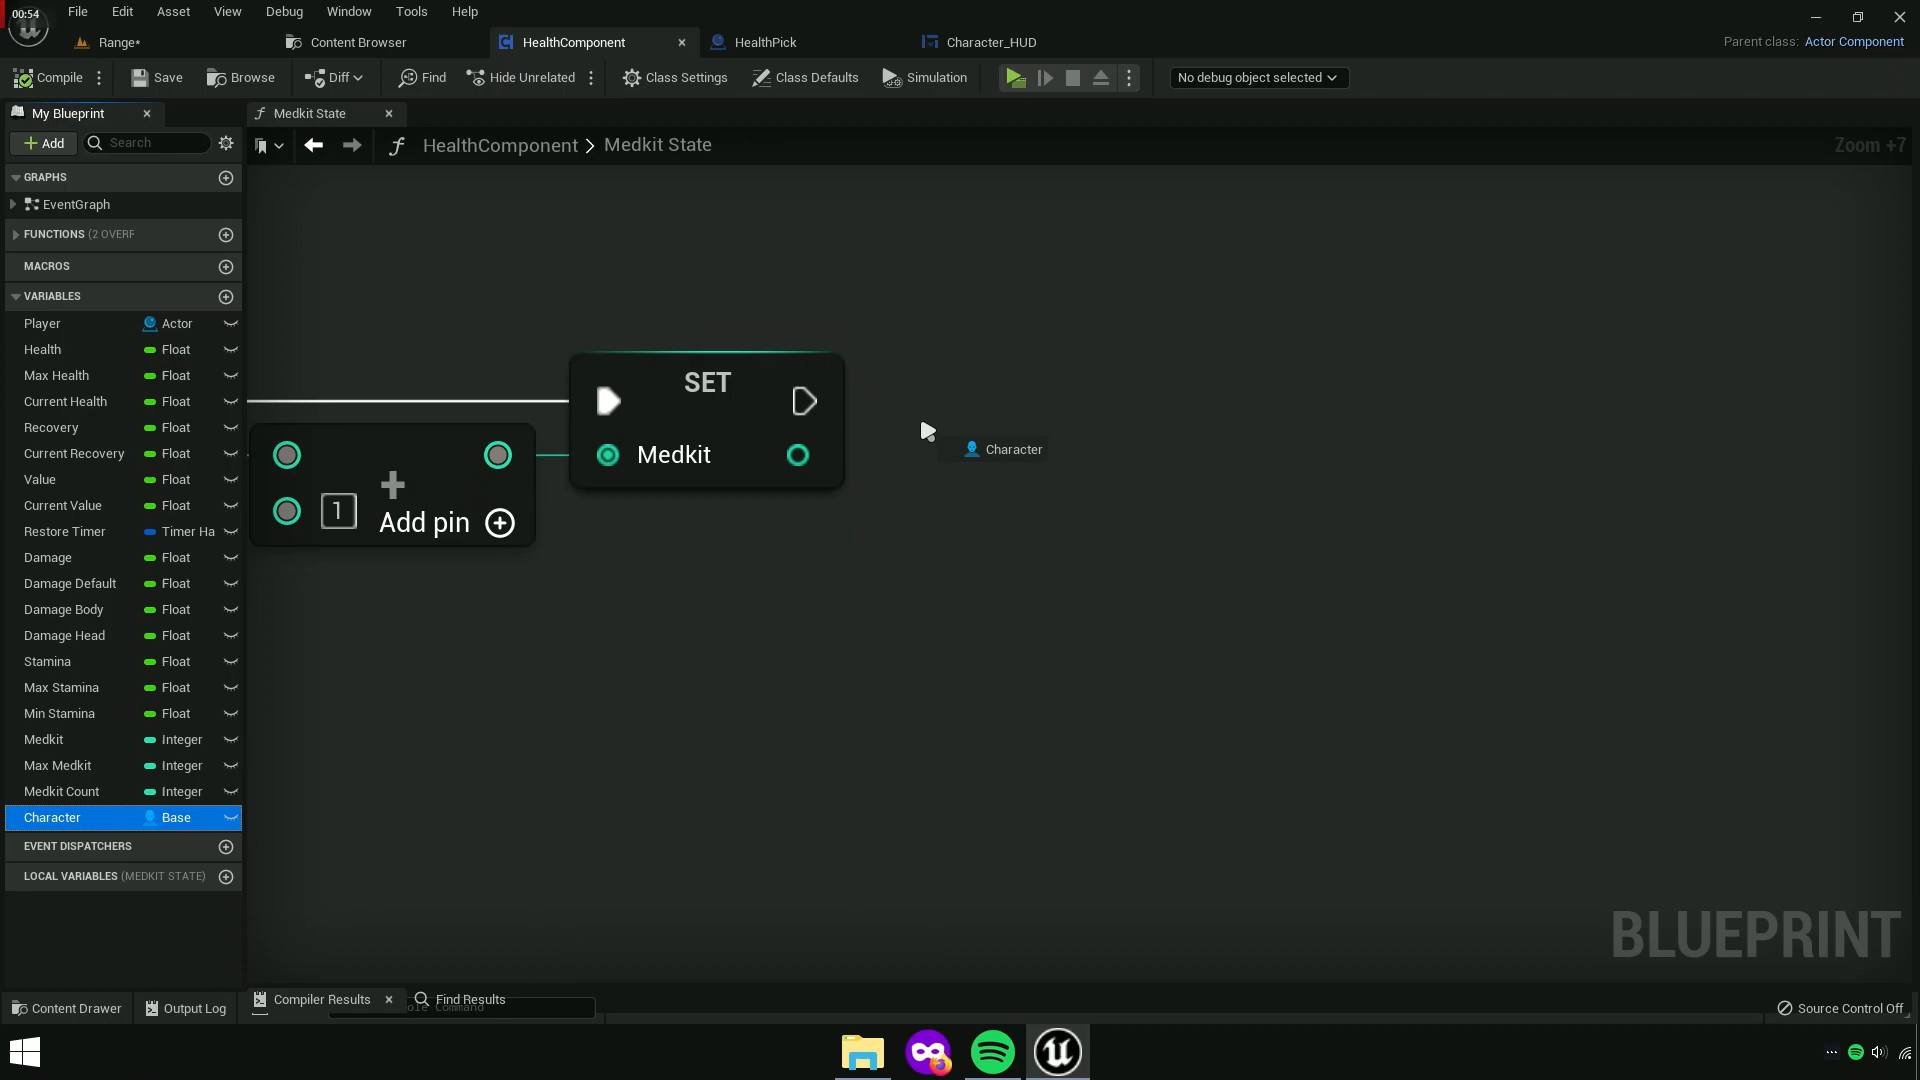 00:54
File Edit Asset View Debug Window Tools Help
Range* Content Browser HealthComponent HealthPick Character_HUD Parent class: Actor Component
Compile Save Browse Diff Find Hide Unrelated Class Settings Class Defaults Simulation No debug object selected
My Blueprint Medkit State
Add Search HealthComponent > Medkit State Zoom +7
GRAPHS
EventGraph
FUNCTIONS (2 OVERF
MACROS
VARIABLES
Player Actor
Health Float
Max Health Float
Current Health Float
Recovery Float
Current Recovery Float
Value Float
Current Value Float
Restore Timer Timer Ha
Damage Float
Damage Default Float
Damage Body Float
Damage Head Float
Stamina Float
Max Stamina Float
Min Stamina Float
Medkit Integer
Max Medkit Integer
Medkit Count Integer
Character Base
EVENT DISPATCHERS
LOCAL VARIABLES (MEDKIT STATE)
SET
Medkit
1
Add pin
Character
BLUEPRINT
Compiler Results Find Results
Content Drawer Output Log ole Command Source Control Off